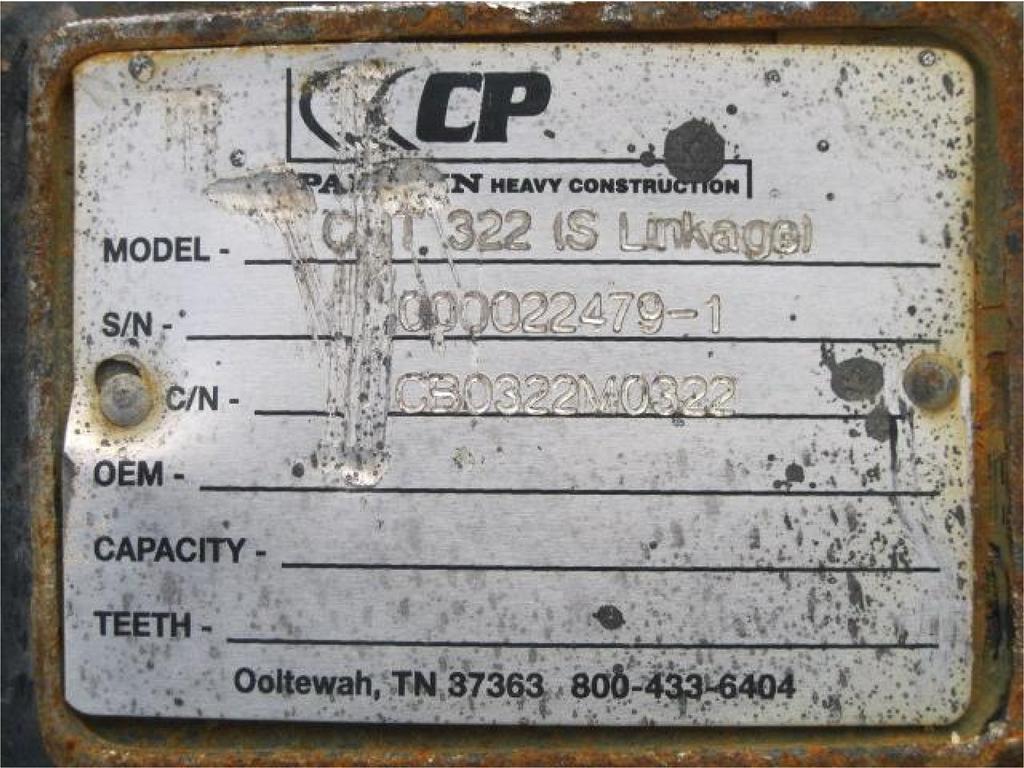 CP
HEAVY CONSTRUCTION
MODEL - 322 (S Linkage)
S/N - 000022479-1
C/N - CB0322M0322
OEM -
CAPACITY -
TEETH -
Ooltewah, TN 37363 800-433-6404